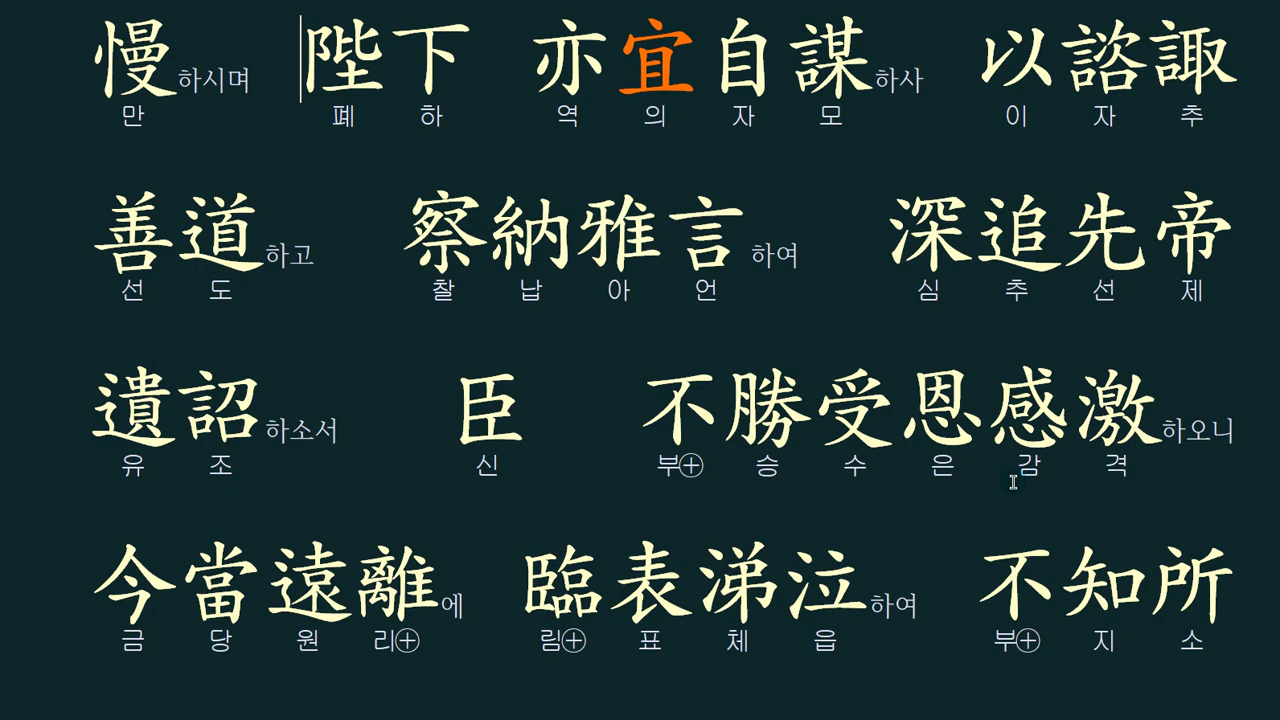 慢하시며 陛下 亦宜自謀하사 以諮諏
만 폐 하 역 의 자 모 이 자 추
善道하고 察納雅言하여 深追先帝
선 도 찰 납 아 언 심 추 선 제
遺詔하소서 臣 不勝受恩感激하오니
유 조 신 부⊕ 승 수 은 감 격
今當遠離에 臨表涕泣하여 不知所
금 당 원 리⊕ 림⊕ 표 체 읍 부⊕ 지 소